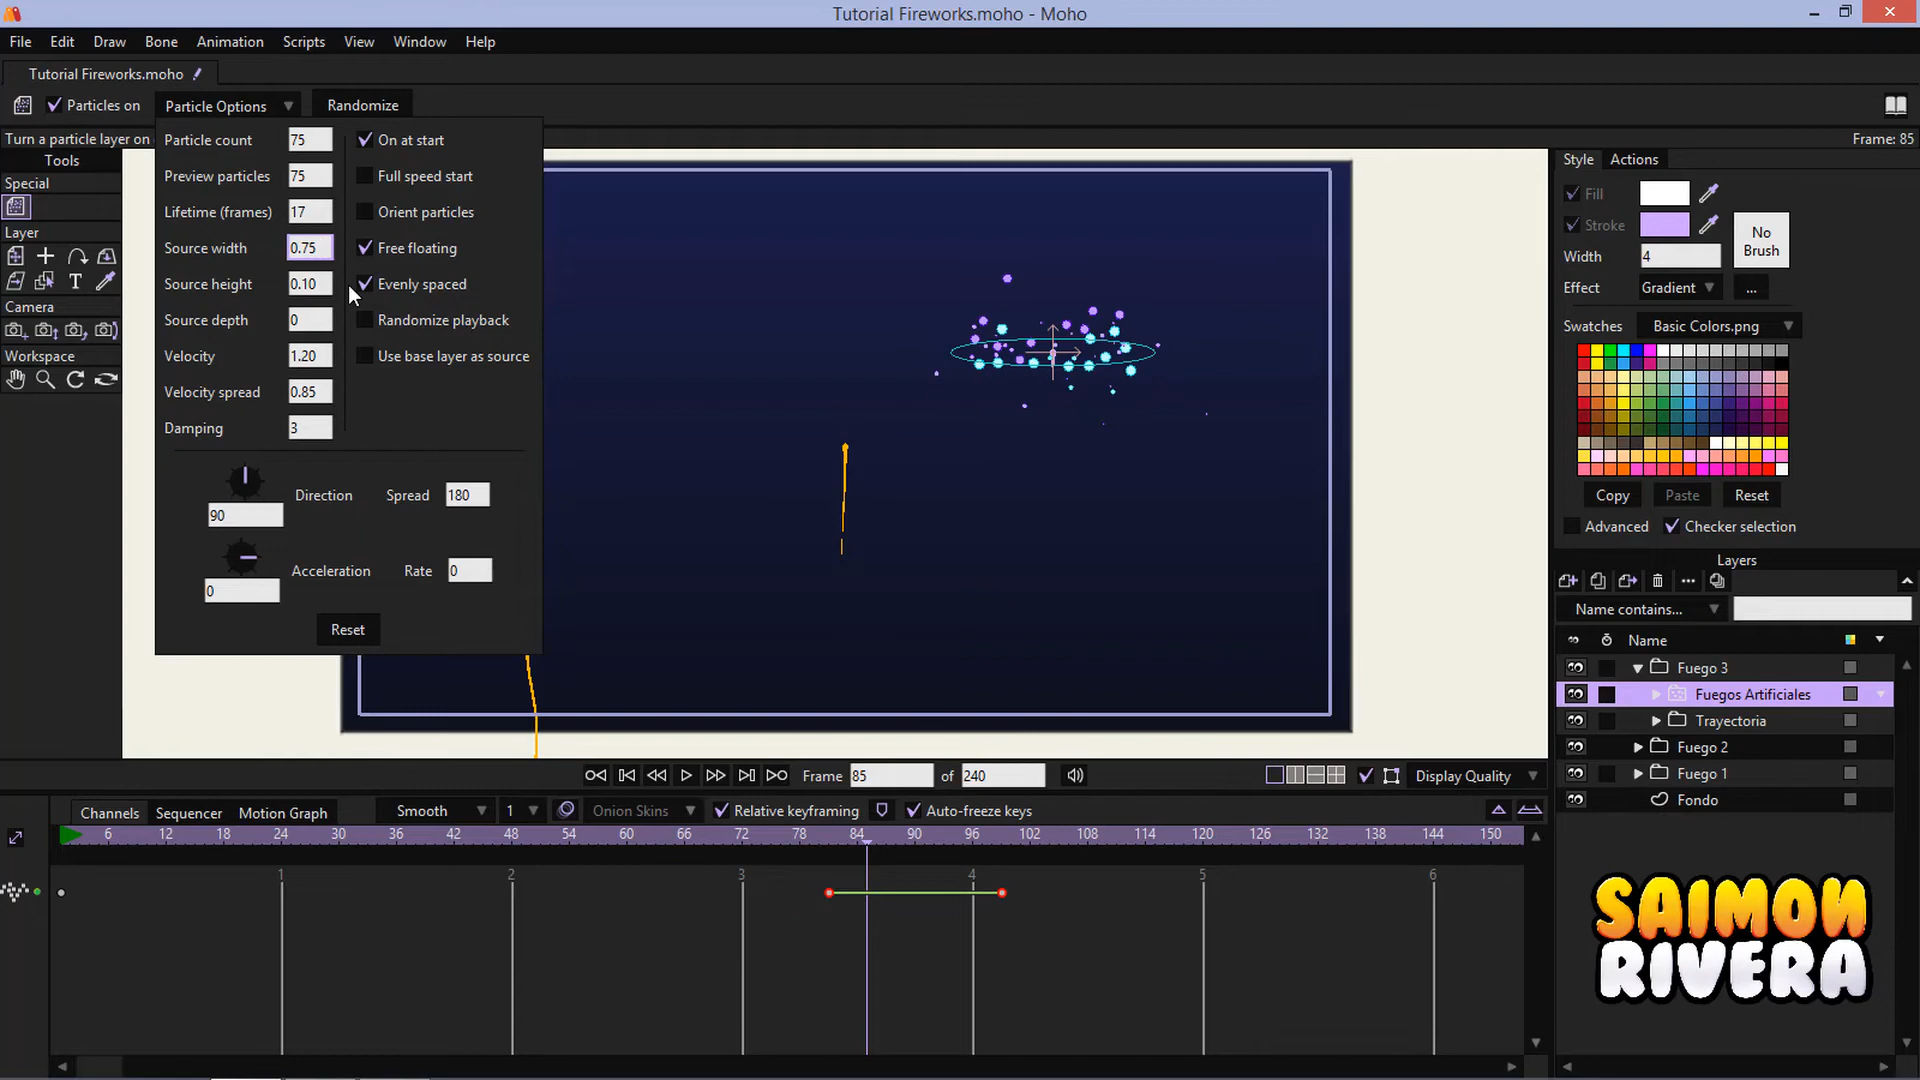 Tutorial Fireworks.moho - Moho
File Edit Draw Bone Animation Scripts View Window Help
Tutorial Fireworks.moho
Particles on Particle Options Randomize
Turn a particle layer on
Frame: 85
Tools
Special
Layer
Camera
Workspace
Particle count 75
Preview particles 75
Lifetime (frames) 17
Source width 0.75
Source height 0.10
Source depth 0
Velocity 1.20
Velocity spread 0.85
Damping 3
On at start
Full speed start
Orient particles
Free floating
Evenly spaced
Randomize playback
Use base layer as source
90 Direction Spread 180
0 Acceleration Rate 0
Reset
Style Actions
Fill
Stroke
No Brush
Width 4
Effect Gradient ...
Swatches Basic Colors.png
Copy Paste Reset
Advanced Checker selection
Layers
Name contains...
Name
Fuego 3
Fuegos Artificiales
Trayectoria
Fuego 2
Fuego 1
Fondo
Frame 85 of 240
Display Quality
Channels Sequencer Motion Graph Smooth 1 Onion Skins Relative keyframing Auto-freeze keys
6 12 18 24 30 36 42 48 54 60 66 72 78 84 90 96 102 108 114 120 126 132 138 144 150
1 2 3 4 5 6
SAIMON
RIVERA